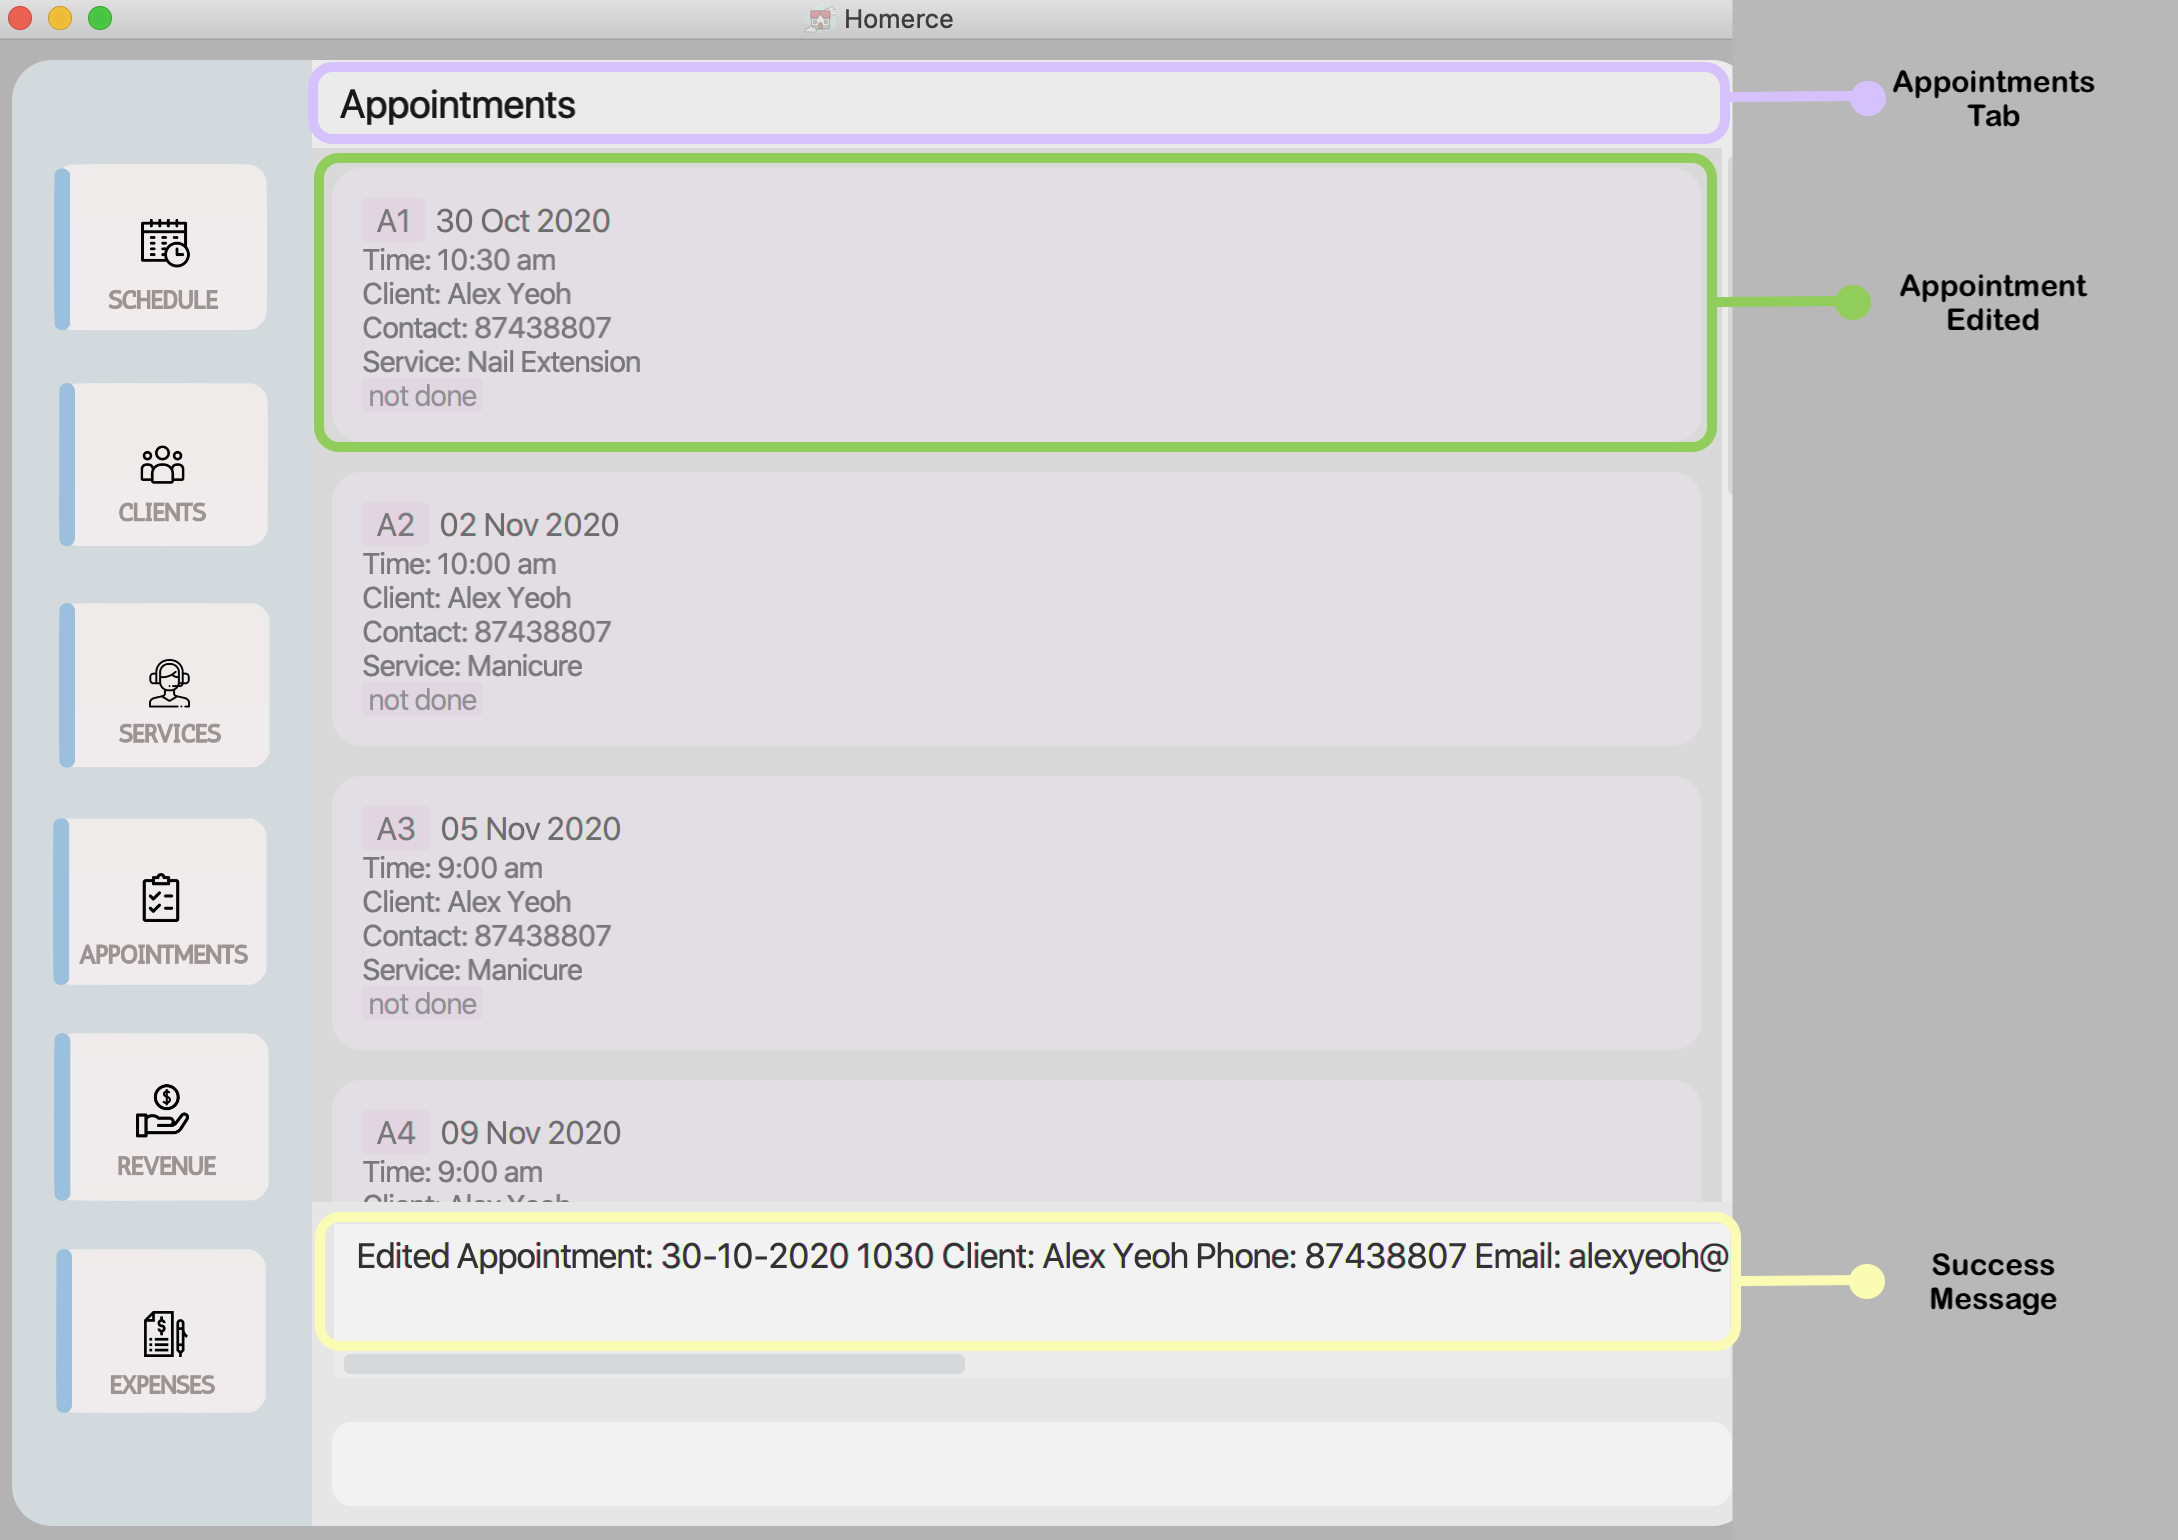 Homerce
Appointments
Appointments
Tab
SCHEDULE
CLIENTS
SERVICES
APPOINTMENTS
REVENUE
EXPENSES
A1 30 Oct 2020
Time: 10:30 am
Client: Alex Yeoh
Contact: 87438807
Service: Nail Extension
not done
Appointment
Edited
A2 02 Nov 2020
Time: 10:00 am
Client: Alex Yeoh
Contact: 87438807
Service: Manicure
not done
A3 05 Nov 2020
Time: 9:00 am
Client: Alex Yeoh
Contact: 87438807
Service: Manicure
not done
A4 09 Nov 2020
Time: 9:00 am
Client: Alex Yeoh
Edited Appointment: 30-10-2020 1030 Client: Alex Yeoh Phone: 87438807 Email: alexyeoh@
Success
Message